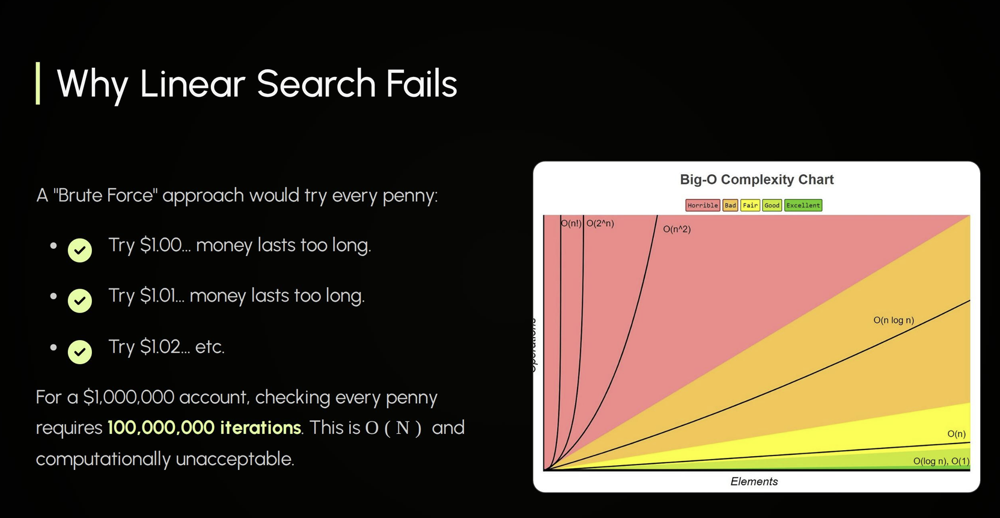 Why Linear Search Fails
A "Brute Force" approach would try every penny:
Try $1.00... money lasts too long.
Try $1.01... money lasts too long.
Try $1.02... etc.
For a $1,000,000 account, checking every penny
requires 100,000,000 iterations. This is O ( N ) and
computationally unacceptable.
Big-O Complexity Chart
Horrible Bad Fair Good Excellent
O(n!) O(2^n)
O(n^2)
O(n log n)
O(n)
O(log n), O(1)
Operations
Elements